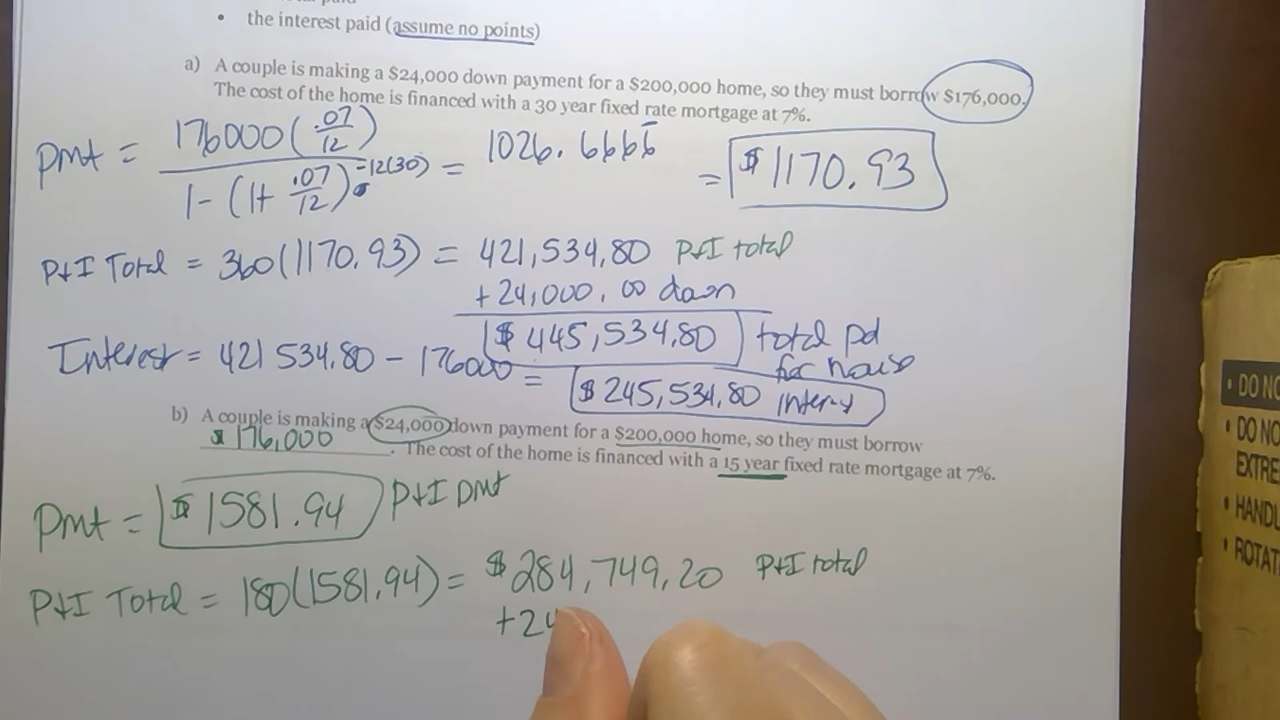 • the interest paid (assume no points)
a) A couple is making a $24,000 down payment for a $200,000 home, so they must borrow $176,000.
The cost of the home is financed with a 30 year fixed rate mortgage at 7%.
Pmt = 176000(.07/12) / 1-(1+.07/12)^-12(30) = 1026.6666 = $1170.93
P+I Total = 360(1170.93) = 421,534.80 P+I total
+24,000.00 down
$445,534.80 total pd
for house
Interest = 421534.80 - 176000 = $245,534.80 interest
b) A couple is making a $24,000 down payment for a $200,000 home, so they must borrow
$176,000. The cost of the home is financed with a 15 year fixed rate mortgage at 7%.
Pmt = $1581.94 P+I pmt
P+I Total = 180(1581.94) = $284,749.20 P+I total
+24
• DO NO
• DO NO
EXTRE
• HANDL
• ROTAT